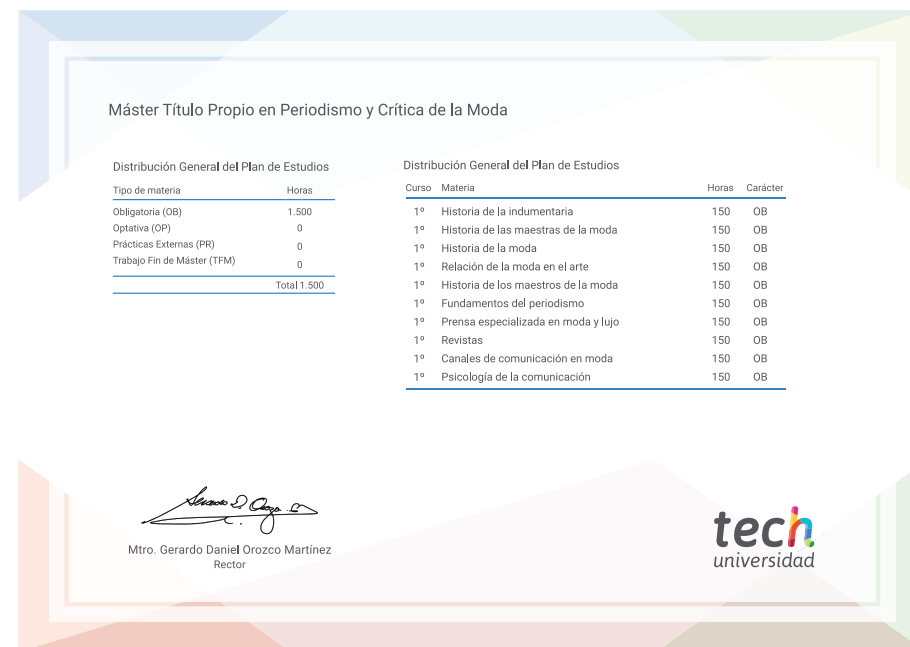 Máster Título Propio en Periodismo y Crítica de la Moda
Distribución General del Plan de Estudios
Tipo de materia Horas
Obligatoria (OB) 1.500
Optativa (OP) 0
Prácticas Externas (PR) 0
Trabajo Fin de Máster (TFM) 0
Total 1.500
Distribución General del Plan de Estudios
Curso Materia Horas Carácter
1º Historia de la indumentaria 150 OB
1º Historia de las maestras de la moda 150 OB
1º Historia de la moda 150 OB
1º Relación de la moda en el arte 150 OB
1º Historia de los maestros de la moda 150 OB
1º Fundamentos del periodismo 150 OB
1º Prensa especializada en moda y lujo 150 OB
1º Revistas 150 OB
1º Canales de comunicación en moda 150 OB
1º Psicología de la comunicación 150 OB
Mtro. Gerardo Daniel Orozco Martínez
Rector
tech
universidad